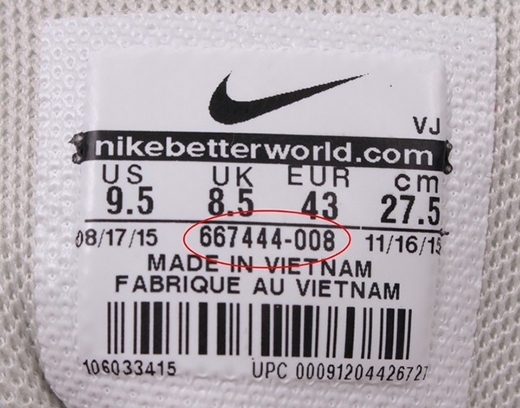 VJ
nikebetterworld.com
US UK EUR cm
9.5 8.5 43 27.5
08/17/15 667444-008 11/16/15
MADE IN VIETNAM
FABRIQUE AU VIETNAM
106033415 UPC 00091204426727